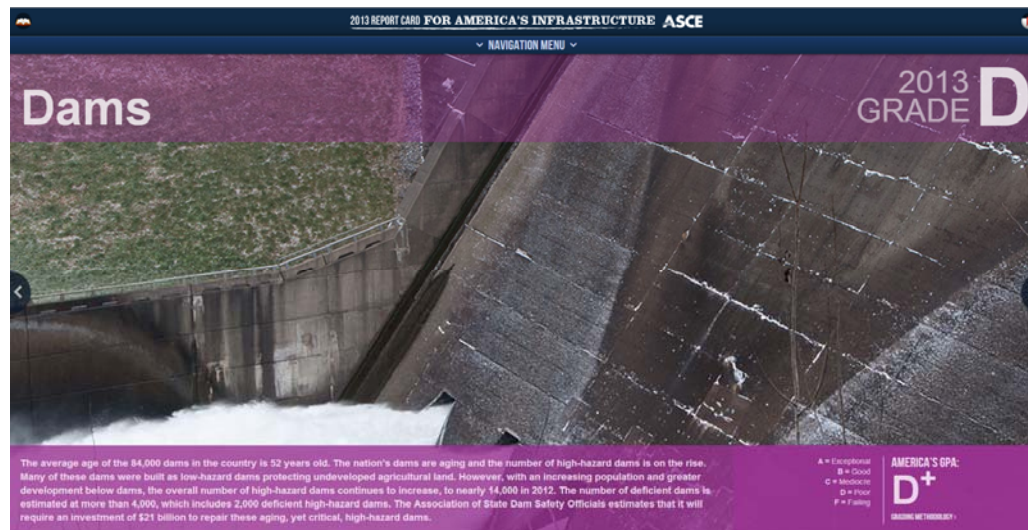 2013 REPORT CARD FOR AMERICA'S INFRASTRUCTURE ASCE
NAVIGATION MENU
Dams
2013
GRADE D
The average age of the 84,000 dams in the country is 52 years old. The nation's dams are aging and the number of high-hazard dams is on the rise.
Many of these dams were built as low-hazard dams protecting undeveloped agricultural land. However, with an increasing population and greater
development below dams, the overall number of high-hazard dams continues to increase, to nearly 14,000 in 2012. The number of deficient dams is
estimated at more than 4,000, which includes 2,000 deficient high-hazard dams. The Association of State Dam Safety Officials estimates that it will
require an investment of $21 billion to repair these aging, yet critical, high-hazard dams.
A = Exceptional
B = Good
C = Mediocre
D = Poor
F = Failing
AMERICA'S GPA:
D+
GRADING METHODOLOGY ›